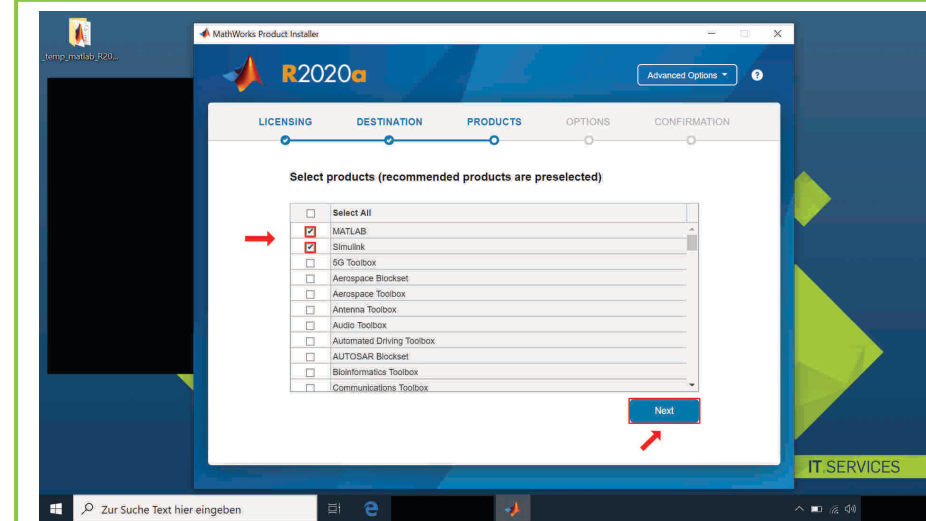 _temp_matlab_R20...
MathWorks Product Installer
R2020a
Advanced Options
?
LICENSING DESTINATION PRODUCTS OPTIONS CONFIRMATION
Select products (recommended products are preselected)
Select All
MATLAB
Simulink
5G Toolbox
Aerospace Blockset
Aerospace Toolbox
Antenna Toolbox
Audio Toolbox
Automated Driving Toolbox
AUTOSAR Blockset
Bioinformatics Toolbox
Communications Toolbox
Next
IT.SERVICES
Zur Suche Text hier eingeben